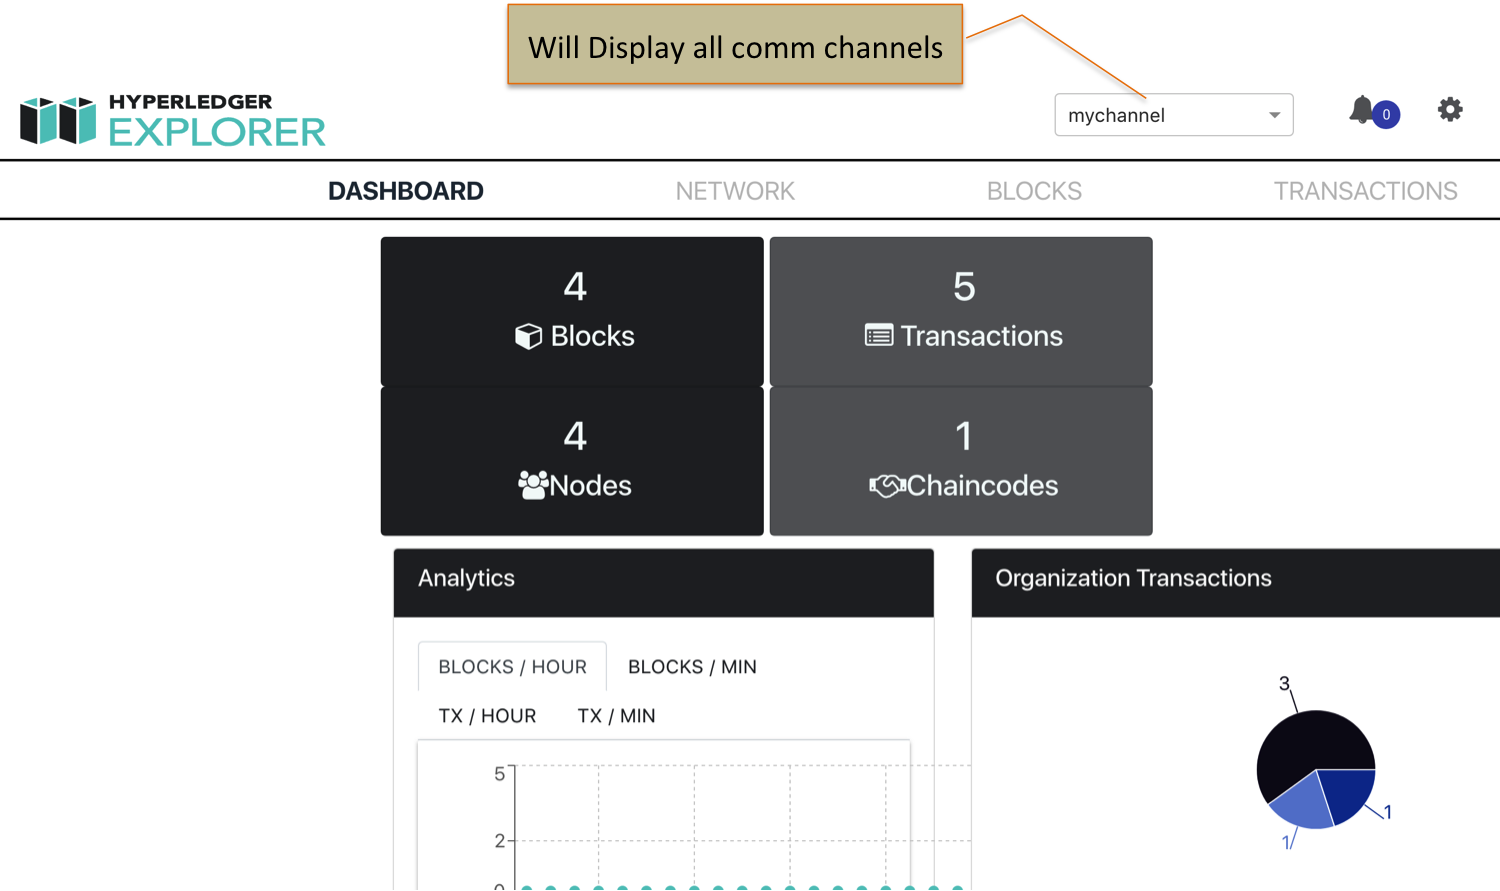 Will Display all comm channels
HYPERLEDGER
EXPLORER
mychannel
0
DASHBOARD NETWORK BLOCKS TRANSACTIONS
4
Blocks
5
Transactions
4
Nodes
1
Chaincodes
Analytics
BLOCKS / HOUR BLOCKS / MIN
TX / HOUR TX / MIN
5
2
0
Organization Transactions
3
1
1